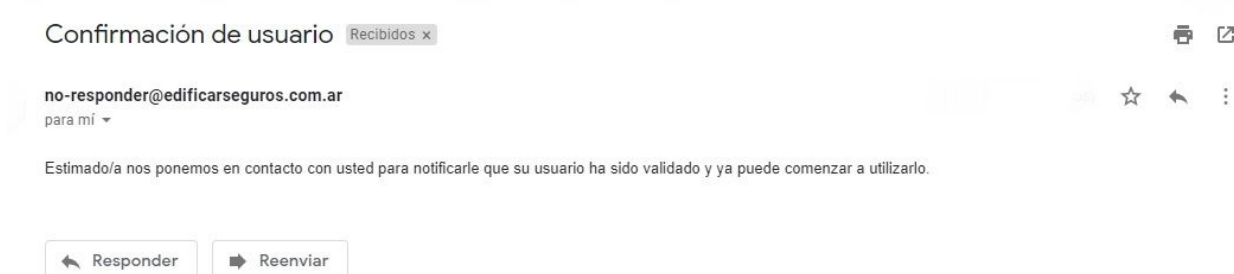 Confirmación de usuario Recibidos x
no-responder@edificarseguros.com.ar
para mí
Estimado/a nos ponemos en contacto con usted para notificarle que su usuario ha sido validado y ya puede comenzar a utilizarlo.
Responder Reenviar